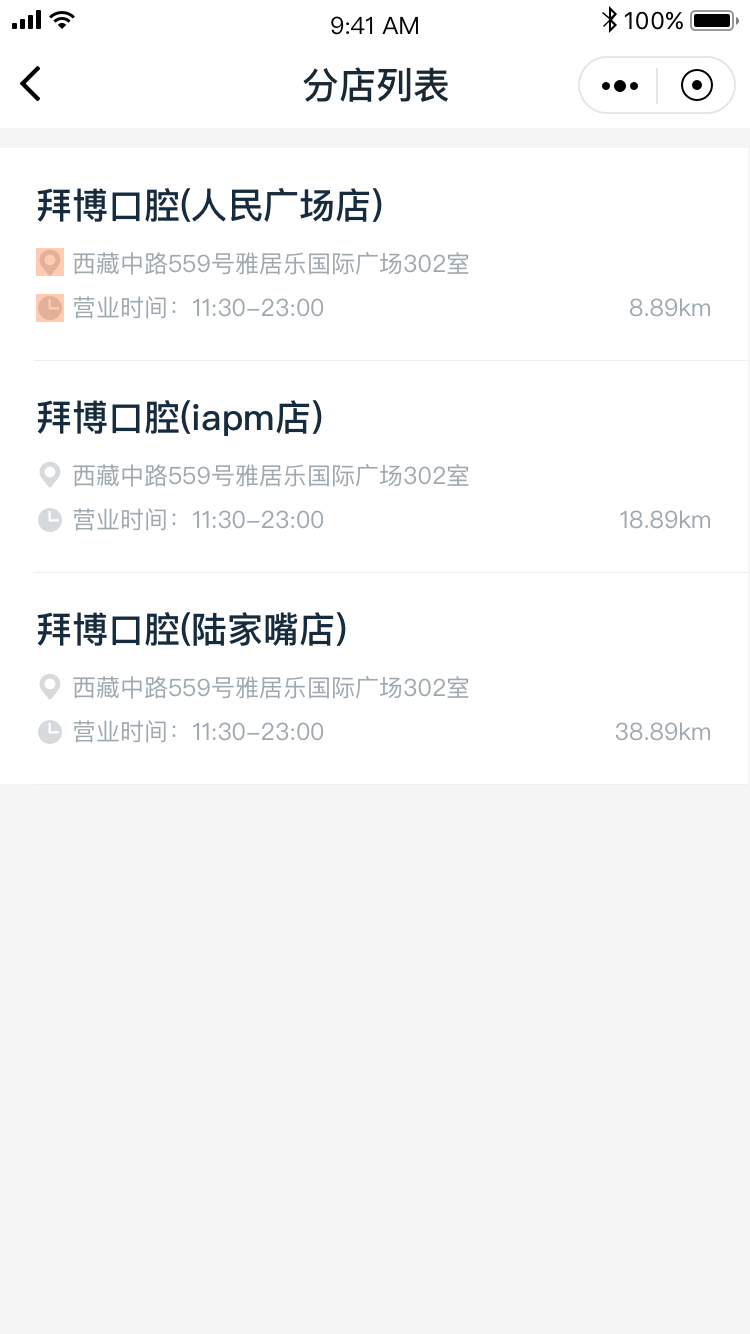 9:41 AM
100%
分店列表
拜博口腔(人民广场店)
西藏中路559号雅居乐国际广场302室
营业时间：11:30–23:00
8.89km
拜博口腔(iapm店)
西藏中路559号雅居乐国际广场302室
营业时间：11:30–23:00
18.89km
拜博口腔(陆家嘴店)
西藏中路559号雅居乐国际广场302室
营业时间：11:30–23:00
38.89km